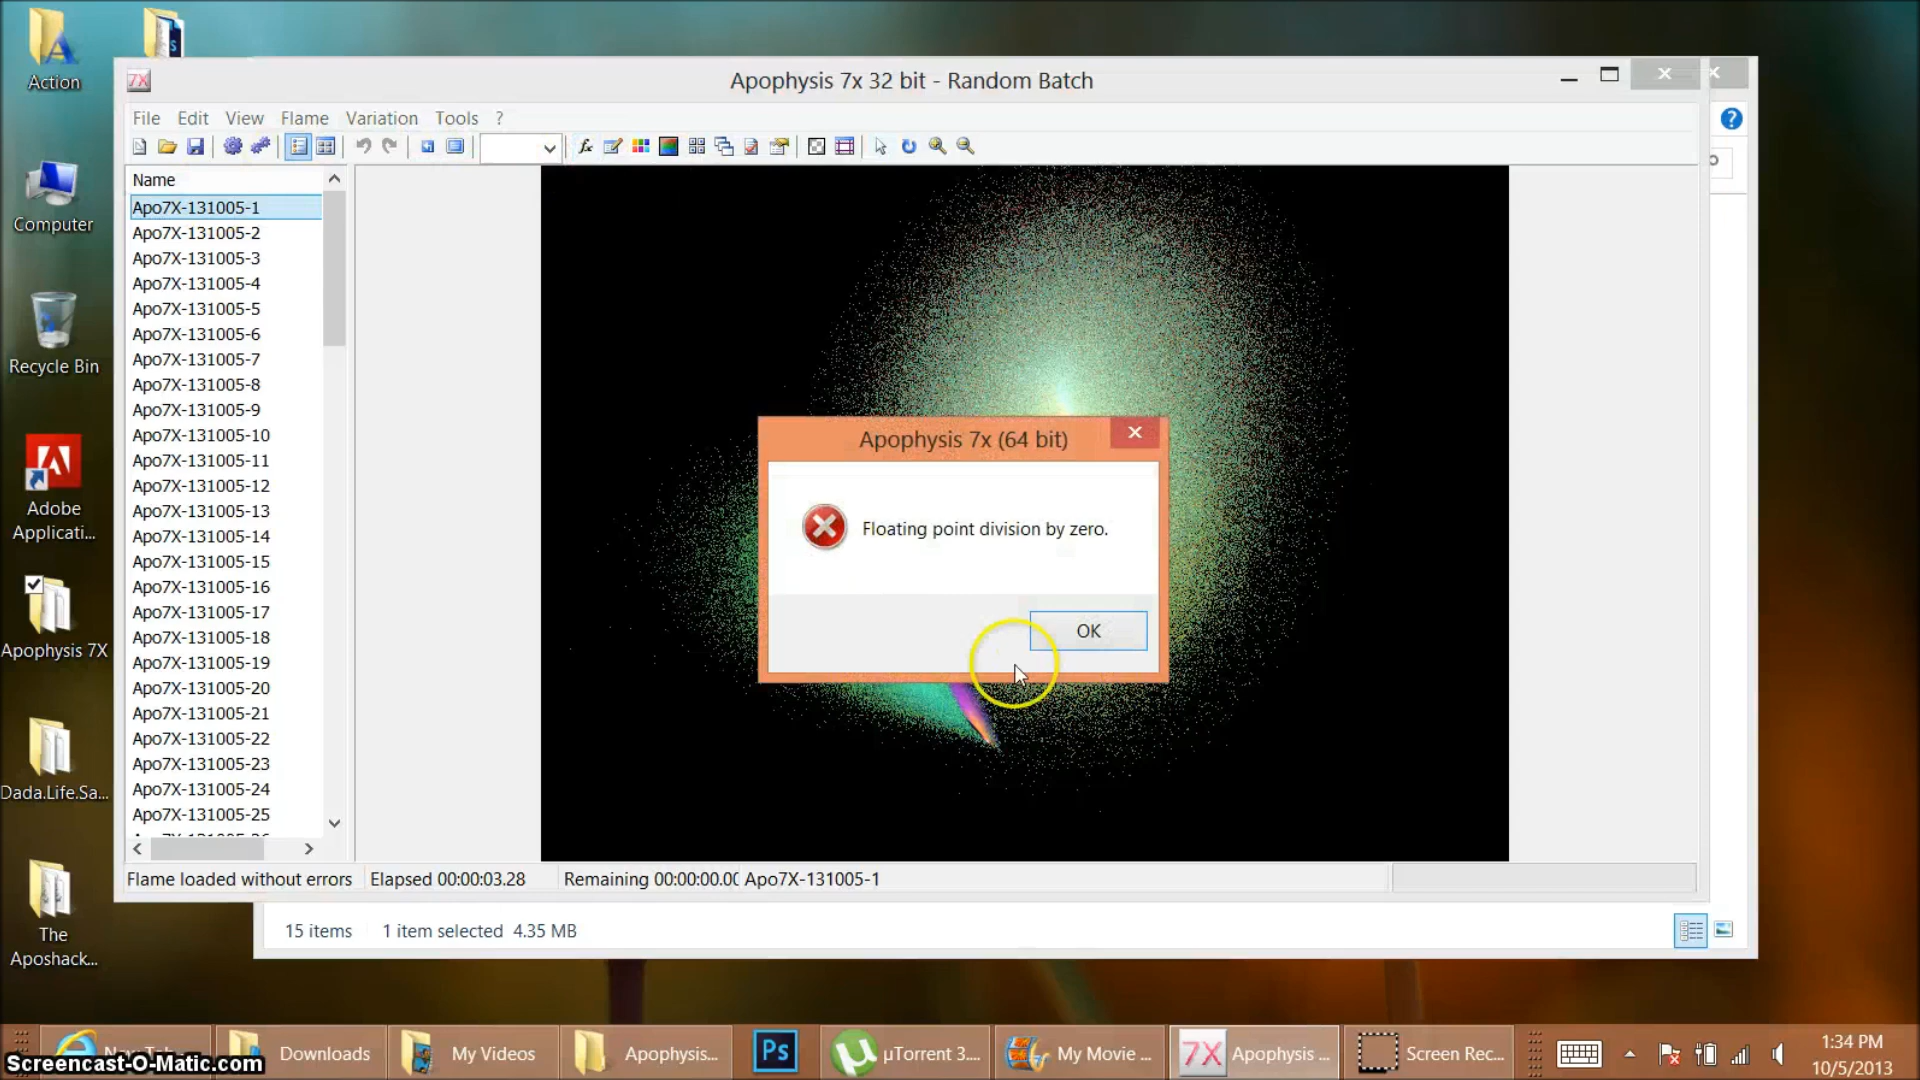 Action
Computer
Recycle Bin
Adobe
Applicati...
Apophysis 7X
Dada.Life.Sa...
The
Aposhack...
Apophysis 7x 32 bit - Random Batch
File Edit View Flame Variation Tools ?
Name
Apo7X-131005-1
Apo7X-131005-2
Apo7X-131005-3
Apo7X-131005-4
Apo7X-131005-5
Apo7X-131005-6
Apo7X-131005-7
Apo7X-131005-8
Apo7X-131005-9
Apo7X-131005-10
Apo7X-131005-11
Apo7X-131005-12
Apo7X-131005-13
Apo7X-131005-14
Apo7X-131005-15
Apo7X-131005-16
Apo7X-131005-17
Apo7X-131005-18
Apo7X-131005-19
Apo7X-131005-20
Apo7X-131005-21
Apo7X-131005-22
Apo7X-131005-23
Apo7X-131005-24
Apo7X-131005-25
Apophysis 7x (64 bit)
Floating point division by zero.
OK
Flame loaded without errors Elapsed 00:00:03.28 Remaining 00:00:00.00 Apo7X-131005-1
15 items 1 item selected 4.35 MB
Downloads My Videos Apophysis... Ps µTorrent 3.... My Movie ... 7X Apophysis ... Screen Rec...
1:34 PM
10/5/2013
Screencast-O-Matic.com